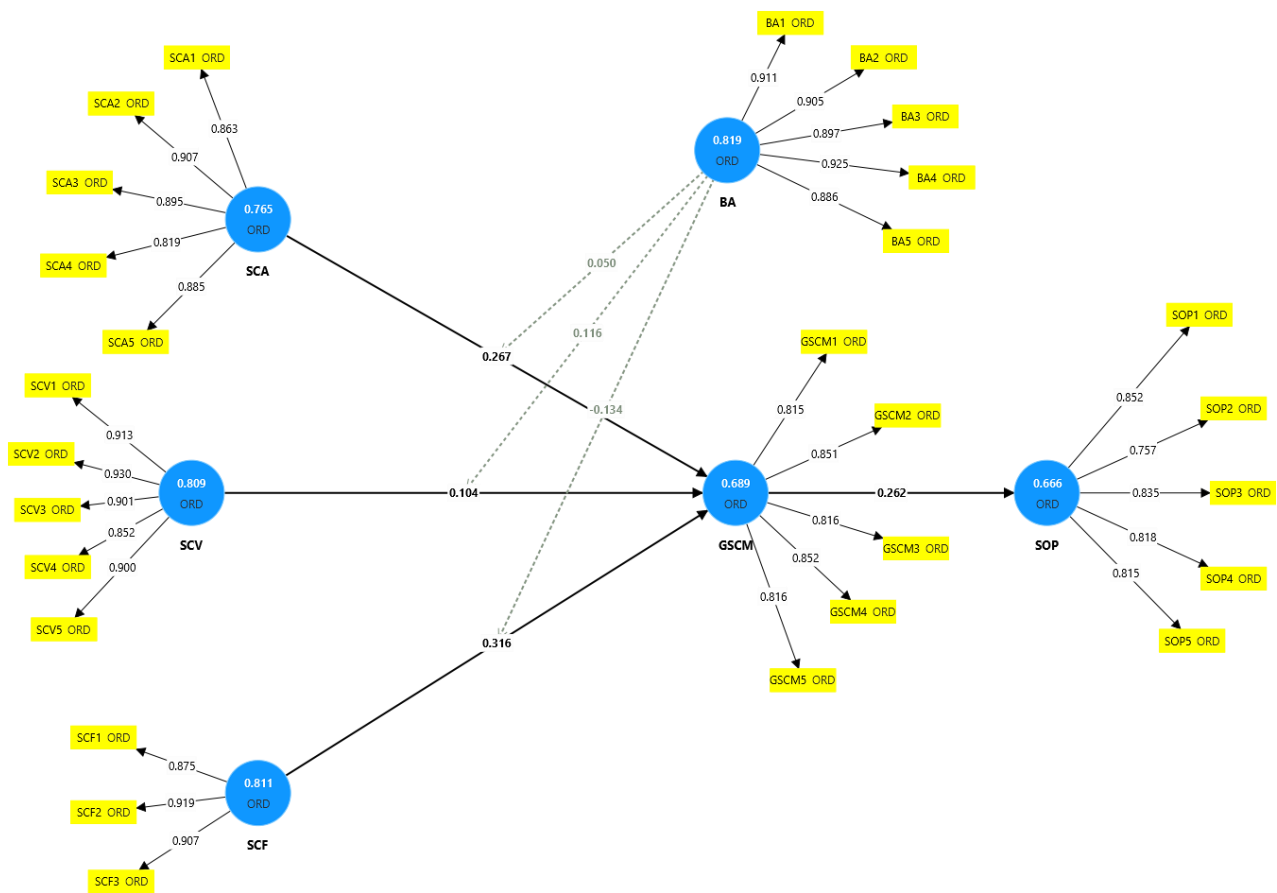 BA1 ORD
SCA1 ORD
BA2 ORD
0.911
SCA2 ORD
0.905
0.863
BA3 ORD
0.897
0.819
ORD
0.907
0.925
BA4 ORD
SCA3 ORD
0.895
0.886
BA
0.765
ORD
0.819
SCA4 ORD
BA5 ORD
SCA
0.885
0.050
SCA5 ORD
0.116
0.267
-0.134
SOP1 ORD
GSCM1 ORD
0.852
SCV1 ORD
0.815
GSCM2 ORD
SOP2 ORD
0.913
0.851
0.757
SCV2 ORD
0.930
0.809
ORD
0.104
0.689
ORD
0.262
0.666
ORD
0.835
SOP3 ORD
SCV3 ORD
0.901
0.852
SCV
GSCM
0.816
GSCM3 ORD
SOP
0.818
SCV4 ORD
0.900
0.852
0.815
SOP4 ORD
0.816
GSCM4 ORD
SCV5 ORD
SOP5 ORD
0.316
GSCM5 ORD
SCF1 ORD
0.875
0.811
ORD
0.919
SCF2 ORD
0.907
SCF
SCF3 ORD